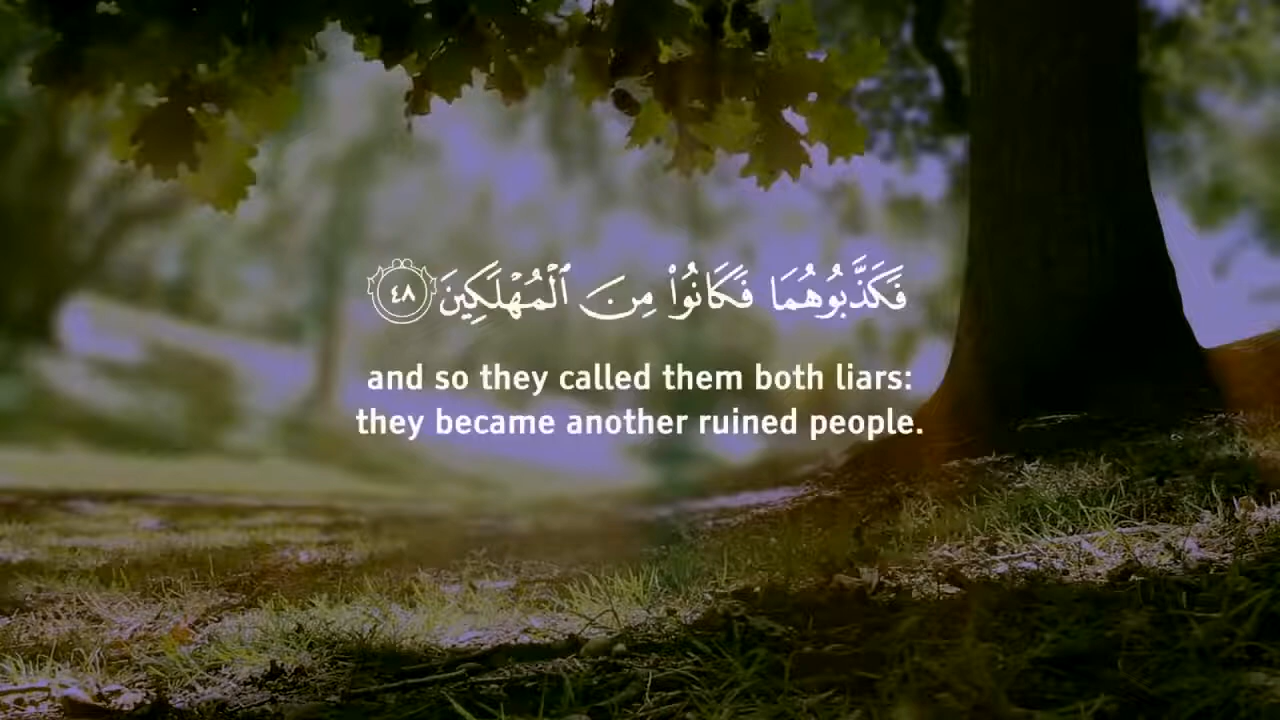 فَكَذَّبُوهُمَا فَكَانُوا۟ مِنَ ٱلْمُهْلَكِينَ ٤٨
and so they called them both liars:
they became another ruined people.